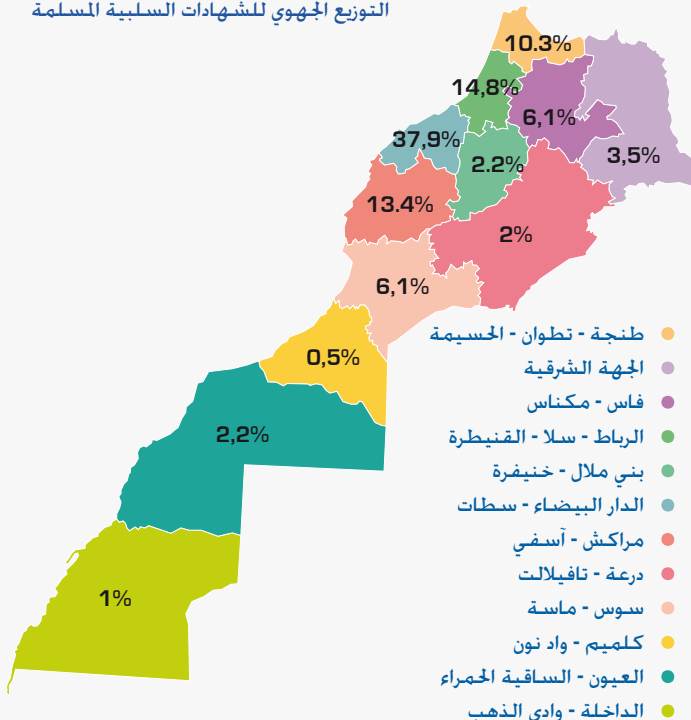 التوزيع الجهوي للشهادات السلبية المسلمة
10.3%
14,8%
6,1%
37,9%
2.2%
3,5%
13.4%
2%
6,1%
0,5%
2,2%
1%
طنجة - تطوان - الحسيمة
الجهة الشرقية
فاس - مكناس
الرباط - سلا - القنيطرة
بني ملال - خنيفرة
الدار البيضاء - سطات
مراكش - آسفي
درعة - تافيلالت
سوس - ماسة
كلميم - واد نون
العيون - الساقية الحمراء
الداخلة - وادي الذهب